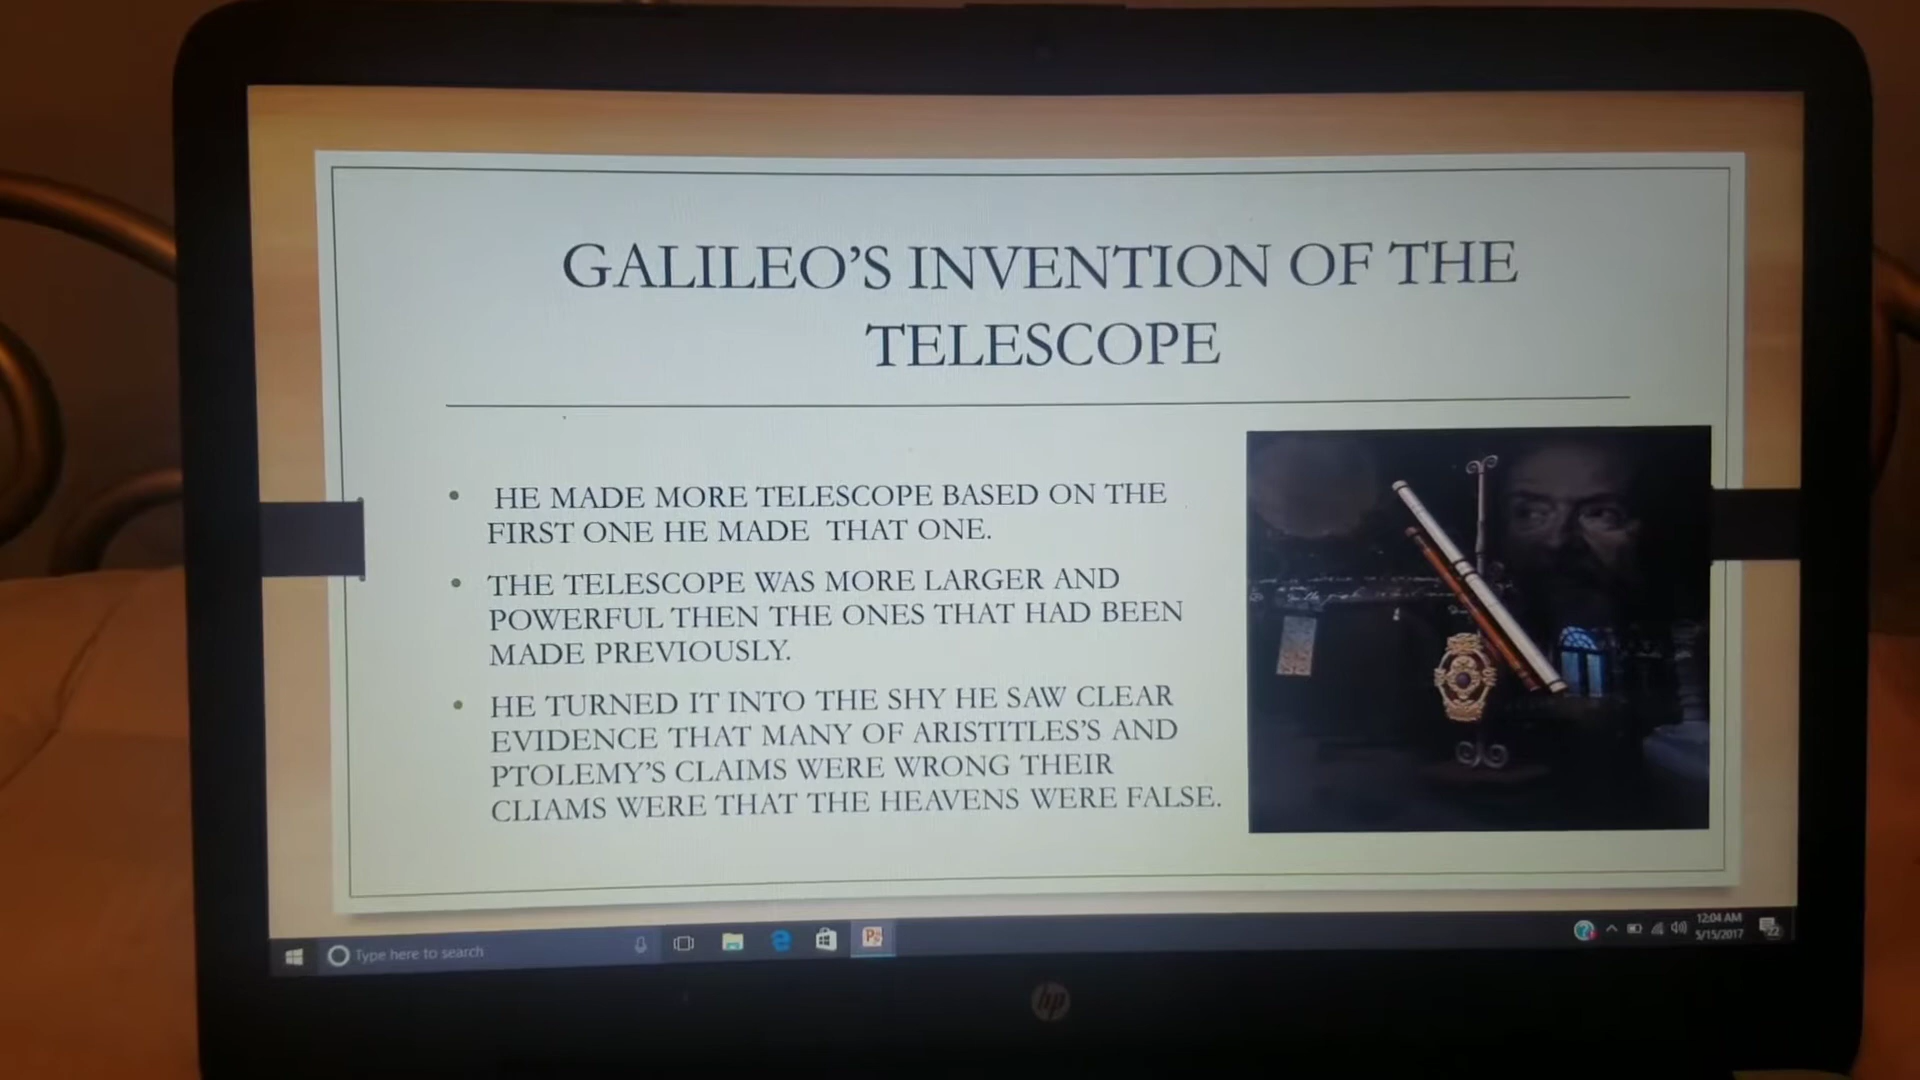 GALILEO'S INVENTION OF THE
TELESCOPE
• HE MADE MORE TELESCOPE BASED ON THE
FIRST ONE HE MADE THAT ONE.
• THE TELESCOPE WAS MORE LARGER AND
POWERFUL THEN THE ONES THAT HAD BEEN
MADE PREVIOUSLY.
• HE TURNED IT INTO THE SHY HE SAW CLEAR
EVIDENCE THAT MANY OF ARISTITLES'S AND
PTOLEMY'S CLAIMS WERE WRONG THEIR
CLIAMS WERE THAT THE HEAVENS WERE FALSE.
Type here to search
12:04 AM
5/15/2017
22
hp